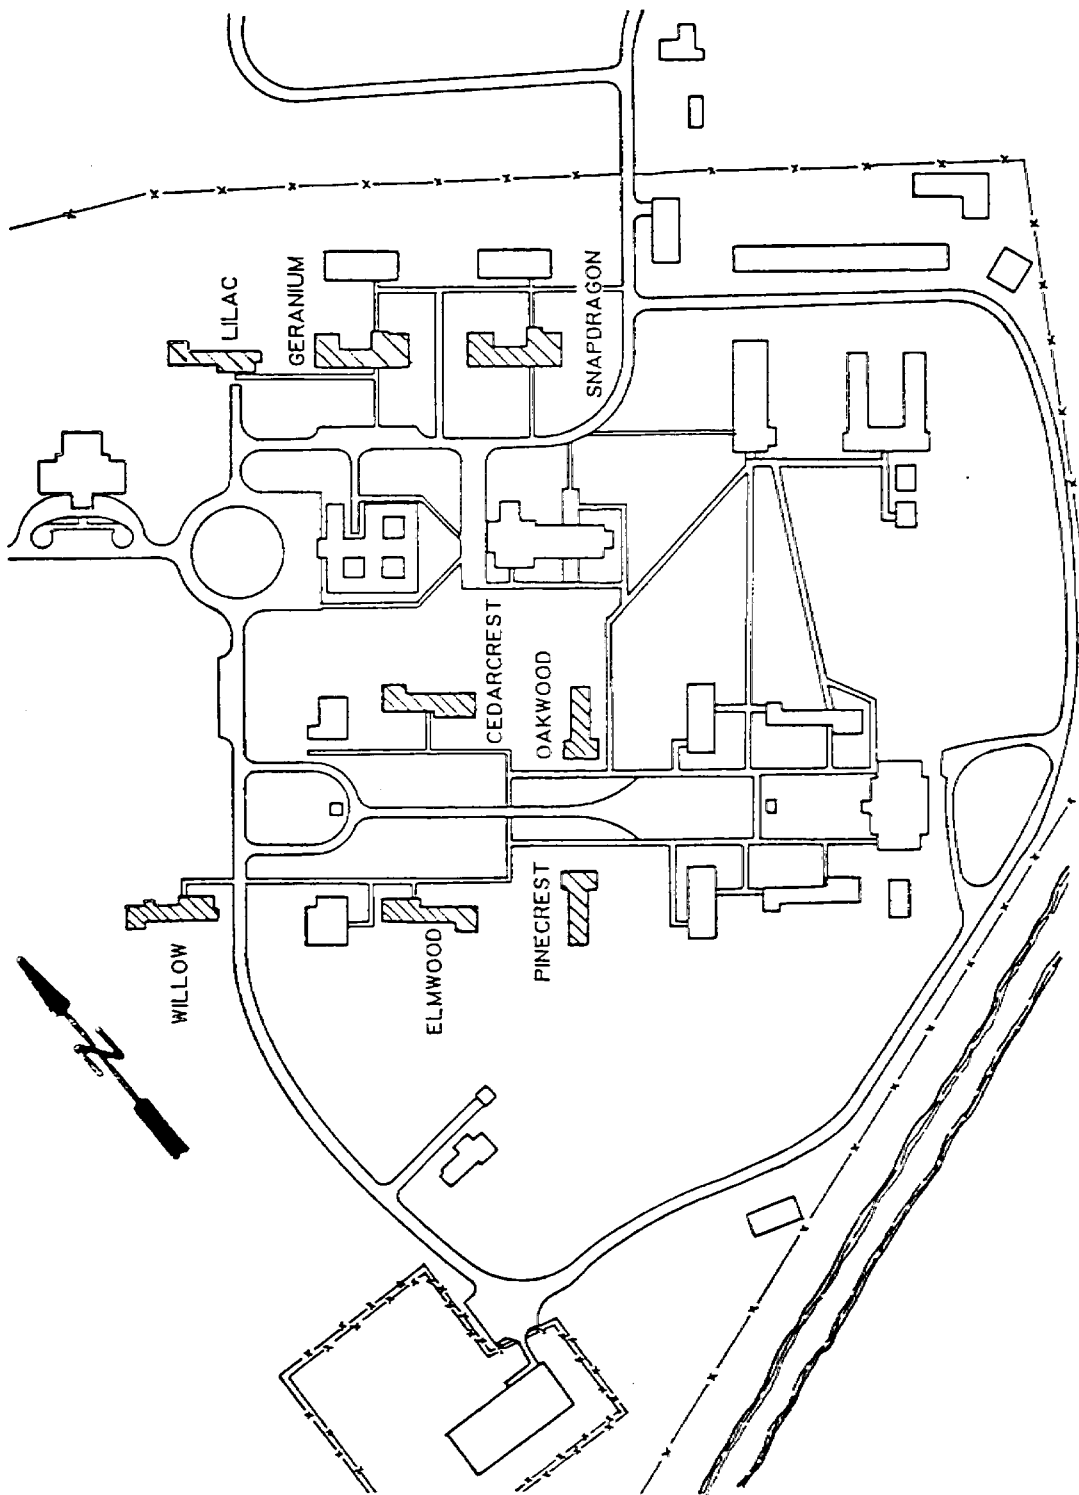 LILAC
GERANIUM
SNAPDRAGON
CEDARCREST
OAKWOOD
WILLOW
ELMWOOD
PINECREST
N